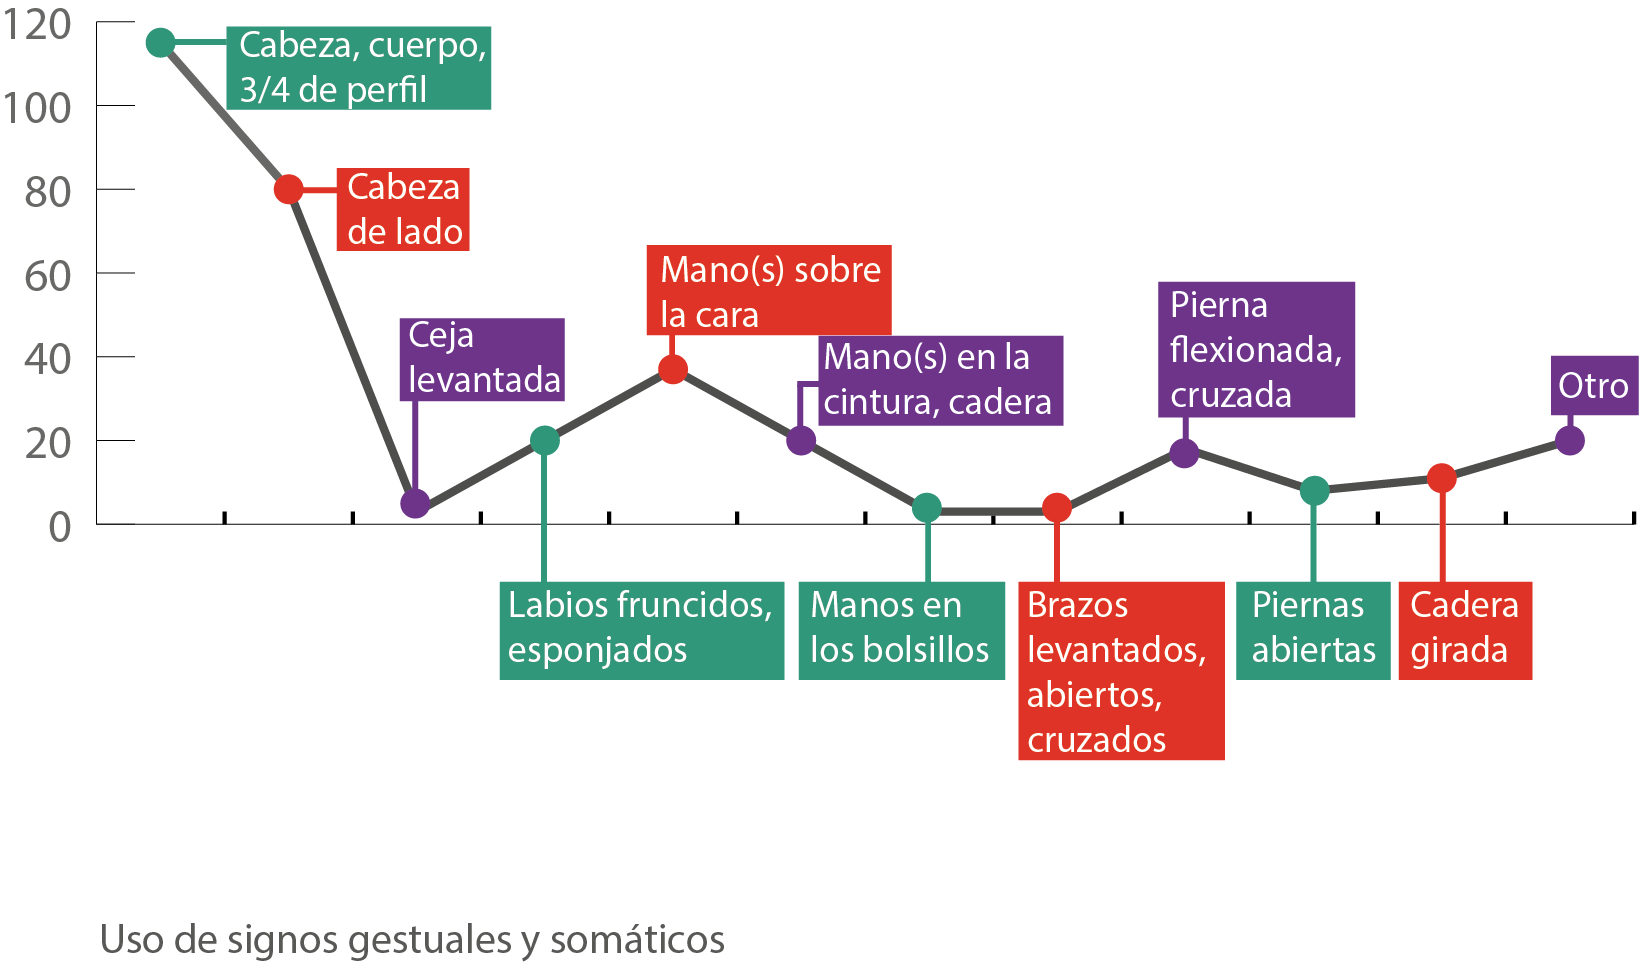 120
100
80
60
40
20
0
Cabeza, cuerpo,
3/4 de perfil
Cabeza
de lado
Ceja
levantada
Labios fruncidos,
esponjados
Mano(s) sobre
la cara
Mano(s) en la
cintura, cadera
Manos en
los bolsillos
Brazos
levantados,
abiertos,
cruzados
Pierna
flexionada,
cruzada
Piernas
abiertas
Cadera
girada
Otro
Uso de signos gestuales y somáticos